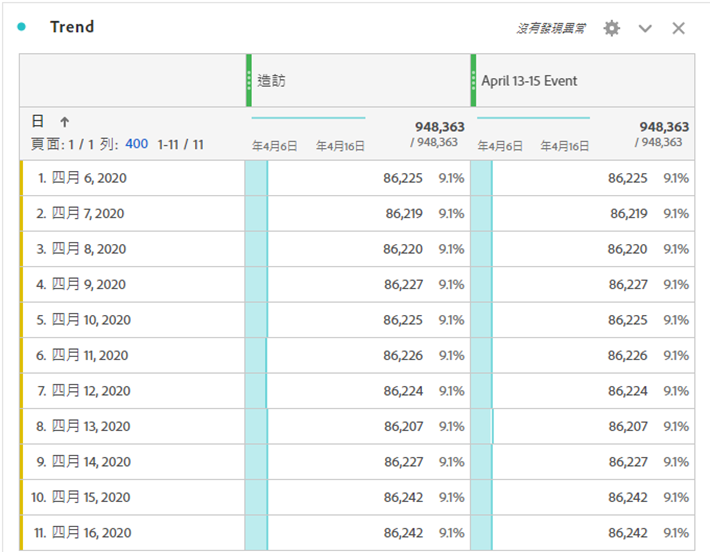 Trend 沒有發現異常
造訪 April 13-15 Event
日 ↑ 948,363 948,363
頁面: 1 / 1 列: 400 1-11 / 11 年4月6日 年4月16日 / 948,363 年4月6日 年4月16日 / 948,363
1. 四月 6, 2020 86,225 9.1% 86,225 9.1%
2. 四月 7, 2020 86,219 9.1% 86,219 9.1%
3. 四月 8, 2020 86,220 9.1% 86,220 9.1%
4. 四月 9, 2020 86,227 9.1% 86,227 9.1%
5. 四月 10, 2020 86,225 9.1% 86,225 9.1%
6. 四月 11, 2020 86,226 9.1% 86,226 9.1%
7. 四月 12, 2020 86,224 9.1% 86,224 9.1%
8. 四月 13, 2020 86,207 9.1% 86,207 9.1%
9. 四月 14, 2020 86,227 9.1% 86,227 9.1%
10. 四月 15, 2020 86,242 9.1% 86,242 9.1%
11. 四月 16, 2020 86,242 9.1% 86,242 9.1%